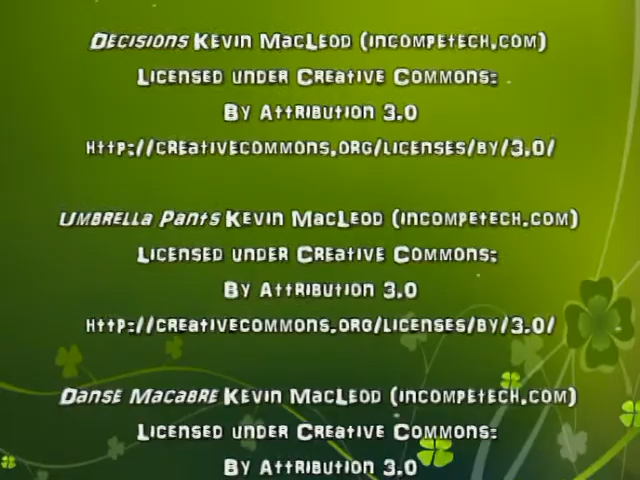 Decisions Kevin MacLeod (incompetech.com)
Licensed under Creative Commons:
By Attribution 3.0
http://creativecommons.org/licenses/by/3.0/
Umbrella Pants Kevin MacLeod (incompetech.com)
Licensed under Creative Commons:
By Attribution 3.0
http://creativecommons.org/licenses/by/3.0/
Danse Macabre Kevin MacLeod (incompetech.com)
Licensed under Creative Commons:
By Attribution 3.0